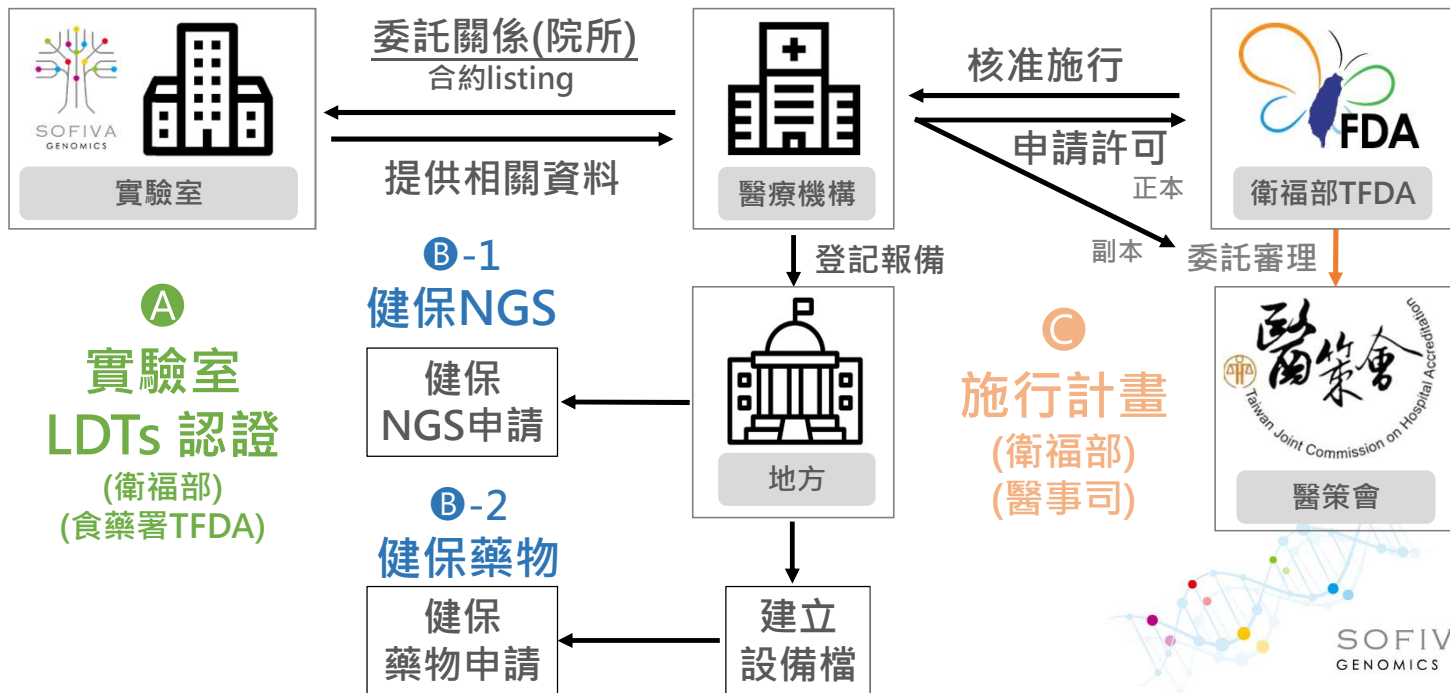 委託關係(院所)
合約listing
提供相關資料
SOFIVA
GENOMICS
實驗室
醫療機構
核准施行
申請許可
正本
副本
FDA
衛福部TFDA
委託審理
登記報備
A
實驗室
LDTs 認證
(衛福部)
(食藥署TFDA)
B-1
健保NGS
健保
NGS申請
B-2
健保藥物
健保
藥物申請
地方
建立
設備檔
C
施行計畫
(衛福部)
(醫事司)
醫策會
Taiwan Joint Commission on Hospital Accreditation
醫策會
SOFIV
GENOMICS